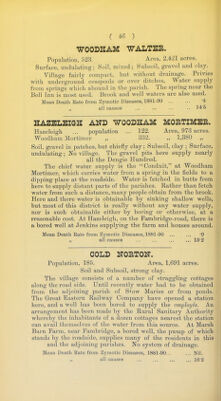 ( 46 )
WOODHAM WALTER.
Population, 523. Area, 2,421 acres.
Surface, undulating; Soil, mixed; Subsoil, gravel and clay.
Village fairly compact, but without drainage. Privies
with underground cesspools or over ditches. Water supply
from springs which abound in the parish. The spring near the
Bell Inn is most used. Brook and well waters are also used.
Mean Death Rate from Zymotic Diseases, 1881-90 .. ·4
„ „ all causes .. 14·5
HAZELEIGH AND WOODHAM MORTIMER.
Hazeleigh .. population .. 122. Area, 973 acres.
Woodham Mortimer .. 322. „ 1,380 „
Soil, gravel in patches, but chiefly clay; Subsoil, clay; Surface,
undulating; No village. The gravel pits here supply nearly
all the Dengie Hundred.
The chief water supply is the "Conduit," at Woodham
Mortimer, which carries water from a spring in the fields to a
dipping place at the roadside. Water is fetched in butts from
here to supply distant parts of the parishes. Rather than fetch
water from such a distance, many people obtain from the brook.
Here and there water is obtainable by sinking shallow wells,
but most of this district is really without any water supply,
nor is such obtainable either by boring or otherwise, at a
reasonable cost. At Hazeleigh, on the Fambridge-road, there is
a bored well at Jenkins supplying the farm and houses around.
Mean Death Rate from Zymotic Diseases, 1881-90 .. ·9
„ „ all causes .. 13·2
COLD NORTON.
Population, 185. Area, 1,691 acres.
Soil and Subsoil, strong clay.
The village consists of a number of straggling cottages
along the road side. Until recently water had to be obtained
from the adjoining parish of Stow Maries or from ponds.
The Great Eastern Railway Company have opened a station
here, and a well has been bored to supply the employés. An
arrangement has been made by the Rural Sanitary Authority
whereby the inhabitants of a dozen cottages nearest the station
can avail themselves of the water from this source. At Marsh
Barn Farm, near Fambridge, a bored well, the pump of which
stands by the roadside, supplies many of the residents in this
and the adjoining parishes. No system of drainage.
Mean Death Rate from Zymotic Diseases, 1881-90 .. Nil.
„ „ all causes .. 16·2